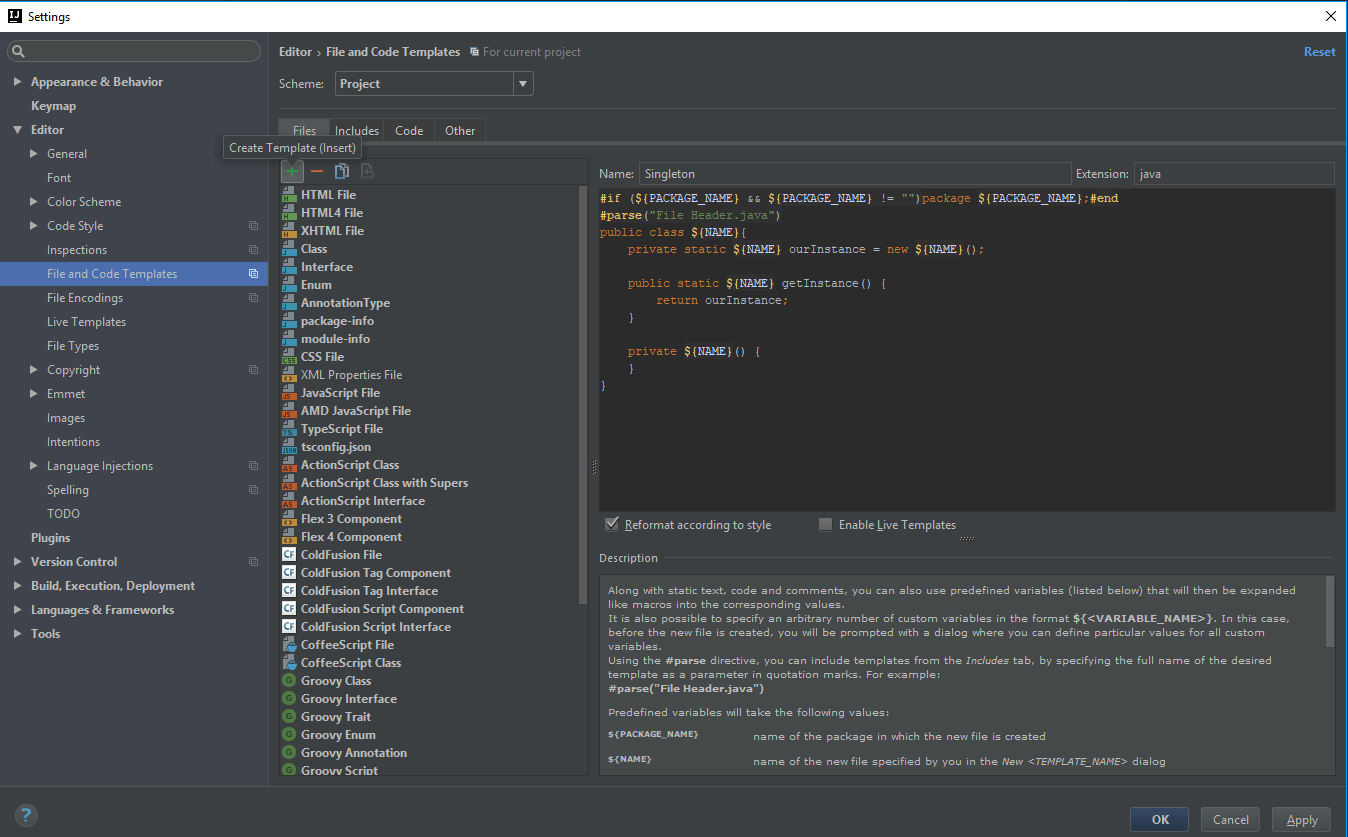 IJ Settings
Editor › File and Code Templates For current project Reset
Scheme: Project
Appearance & Behavior
Keymap
Editor
General
Font
Color Scheme
Code Style
Inspections
File and Code Templates
File Encodings
Live Templates
File Types
Copyright
Emmet
Images
Intentions
Language Injections
Spelling
TODO
Plugins
Version Control
Build, Execution, Deployment
Languages & Frameworks
Tools
Files Includes Code Other
Create Template (Insert)
HTML File
HTML4 File
XHTML File
Class
Interface
Enum
AnnotationType
package-info
module-info
CSS File
XML Properties File
JavaScript File
AMD JavaScript File
TypeScript File
tsconfig.json
ActionScript Class
ActionScript Class with Supers
ActionScript Interface
Flex 3 Component
Flex 4 Component
ColdFusion File
ColdFusion Tag Component
ColdFusion Tag Interface
ColdFusion Script Component
ColdFusion Script Interface
CoffeeScript File
CoffeeScript Class
Groovy Class
Groovy Interface
Groovy Trait
Groovy Enum
Groovy Annotation
Groovy Script
Name: Singleton Extension: java
#if (${PACKAGE_NAME} && ${PACKAGE_NAME} != "")package ${PACKAGE_NAME};#end
#parse("File Header.java")
public class ${NAME}{
private static ${NAME} ourInstance = new ${NAME}();
public static ${NAME} getInstance() {
return ourInstance;
}
private ${NAME}() {
}
}
Reformat according to style Enable Live Templates
Description
Along with static text, code and comments, you can also use predefined variables (listed below) that will then be expanded
like macros into the corresponding values.
It is also possible to specify an arbitrary number of custom variables in the format ${<VARIABLE_NAME>}. In this case,
before the new file is created, you will be prompted with a dialog where you can define particular values for all custom
variables.
Using the #parse directive, you can include templates from the Includes tab, by specifying the full name of the desired
template as a parameter in quotation marks. For example:
#parse("File Header.java")
Predefined variables will take the following values:
${PACKAGE_NAME} name of the package in which the new file is created
${NAME} name of the new file specified by you in the New <TEMPLATE_NAME> dialog
? OK Cancel Apply